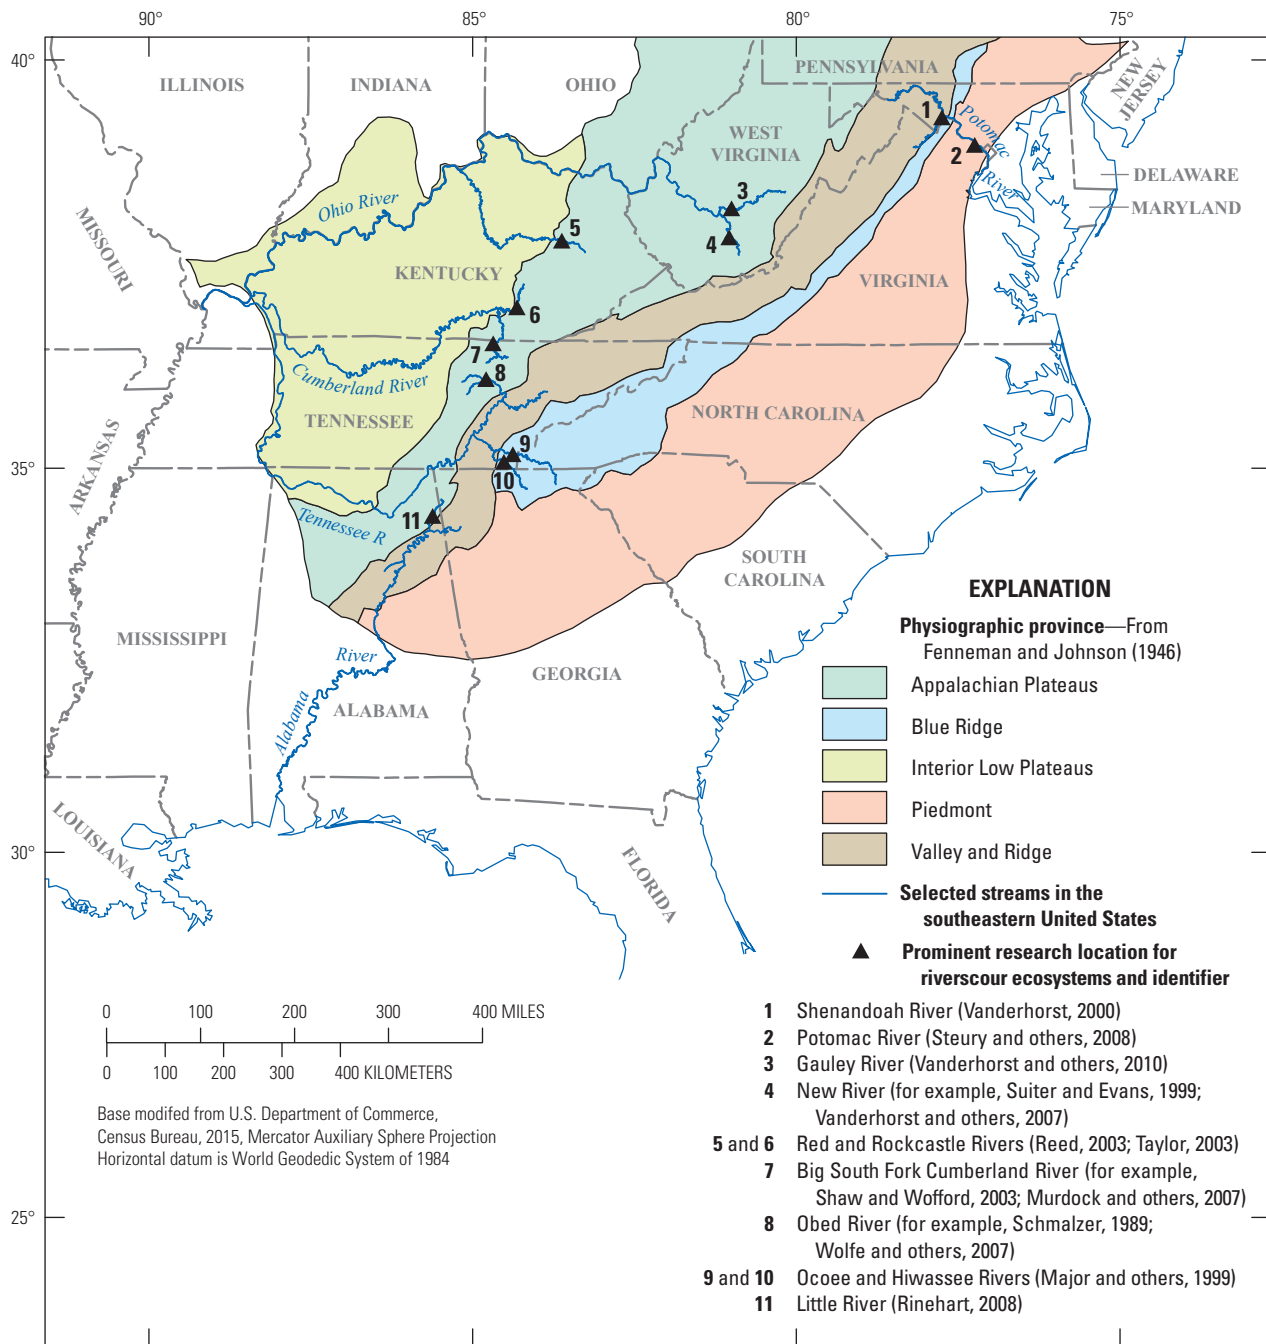 90°
85°
80°
75°
40°
35°
30°
25°
ILLINOIS
INDIANA
OHIO
PENNSYLVANIA
NEW
JERSEY
WEST
VIRGINIA
1
Potomac
River
2
DELAWARE
MARYLAND
3
4
Ohio River
5
MISSOURI
KENTUCKY
VIRGINIA
6
7
8
Cumberland River
TENNESSEE
NORTH CAROLINA
ARKANSAS
9
10
11
Tennessee R
SOUTH
CAROLINA
MISSISSIPPI
River
Alabama
ALABAMA
GEORGIA
LOUISIANA
FLORIDA
EXPLANATION
Physiographic province—From
Fenneman and Johnson (1946)
Appalachian Plateaus
Blue Ridge
Interior Low Plateaus
Piedmont
Valley and Ridge
Selected streams in the
southeastern United States
Prominent research location for
riverscour ecosystems and identifier
1 Shenandoah River (Vanderhorst, 2000)
2 Potomac River (Steury and others, 2008)
3 Gauley River (Vanderhorst and others, 2010)
4 New River (for example, Suiter and Evans, 1999;
Vanderhorst and others, 2007)
5 and 6 Red and Rockcastle Rivers (Reed, 2003; Taylor, 2003)
7 Big South Fork Cumberland River (for example,
Shaw and Wofford, 2003; Murdock and others, 2007)
8 Obed River (for example, Schmalzer, 1989;
Wolfe and others, 2007)
9 and 10 Ocoee and Hiwassee Rivers (Major and others, 1999)
11 Little River (Rinehart, 2008)
0 100 200 300 400 MILES
0 100 200 300 400 KILOMETERS
Base modifed from U.S. Department of Commerce,
Census Bureau, 2015, Mercator Auxiliary Sphere Projection
Horizontal datum is World Geodedic System of 1984